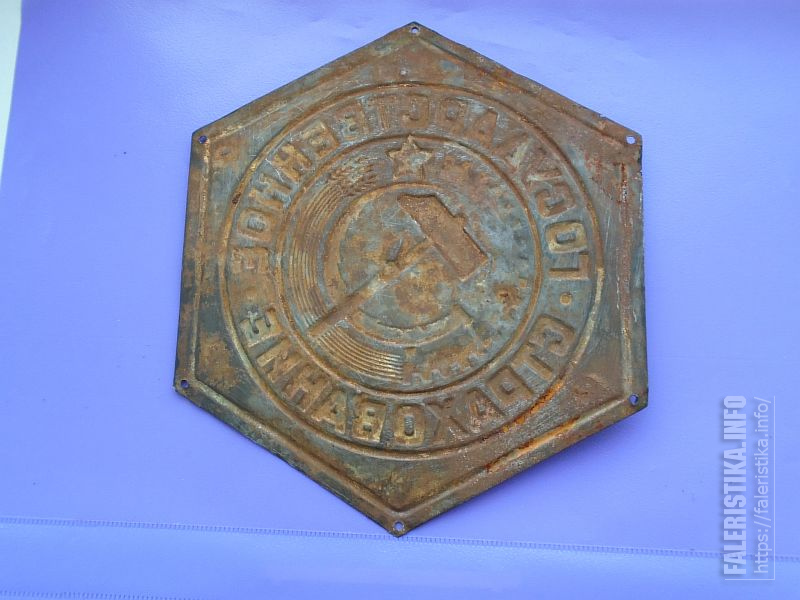 ГОСУДАРСТВЕННОЕ
СТРАХОВАНИЕ
FALERISTIKA.INFO
https://faleristika.info/